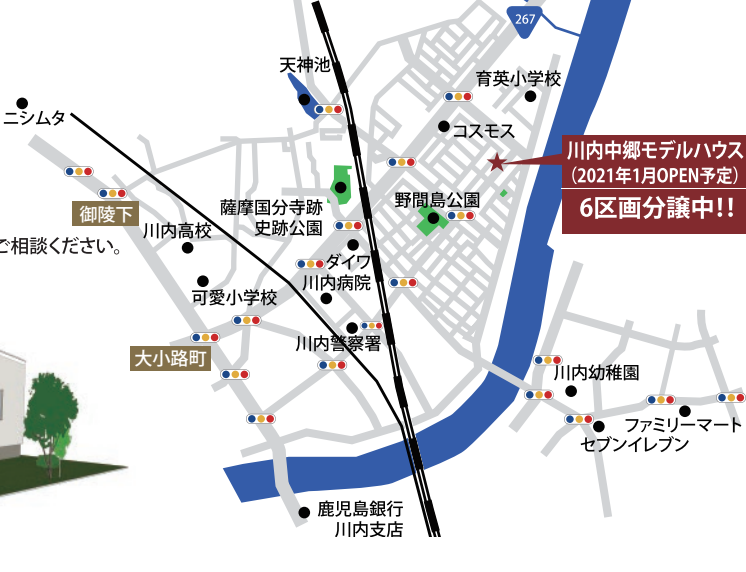 267
天神池
育英小学校
ニシムタ
コスモス
川内中郷モデルハウス
（2021年1月OPEN予定）
6区画分譲中!!
御陵下
薩摩国分寺跡
史跡公園
野間島公園
川内高校
ご相談ください。
ダイワ
川内病院
可愛小学校
川内警察署
大小路町
川内幼稚園
ファミリーマート
セブンイレブン
鹿児島銀行
川内支店